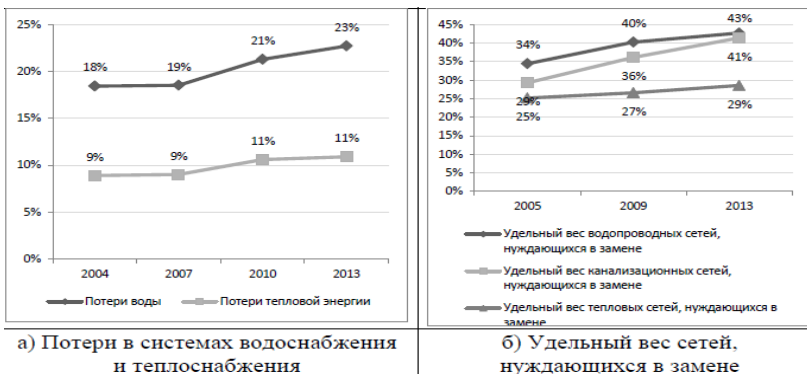 25%
20%
15%
10%
5%
0%
18%
19%
21%
23%
9%
9%
11%
11%
2004 2007 2010 2013
Потери воды Потери тепловой энергии
а) Потери в системах водоснабжения
и теплоснабжения
45%
40%
35%
30%
25%
20%
15%
10%
5%
0%
34%
40%
43%
29%
36%
41%
25%
27%
29%
2005 2009 2013
Удельный вес водопроводных сетей,
нуждающихся в замене
Удельный вес канализационных сетей,
нуждающихся в замене
Удельный вес тепловых сетей, нуждающихся в
замене
б) Удельный вес сетей,
нуждающихся в замене